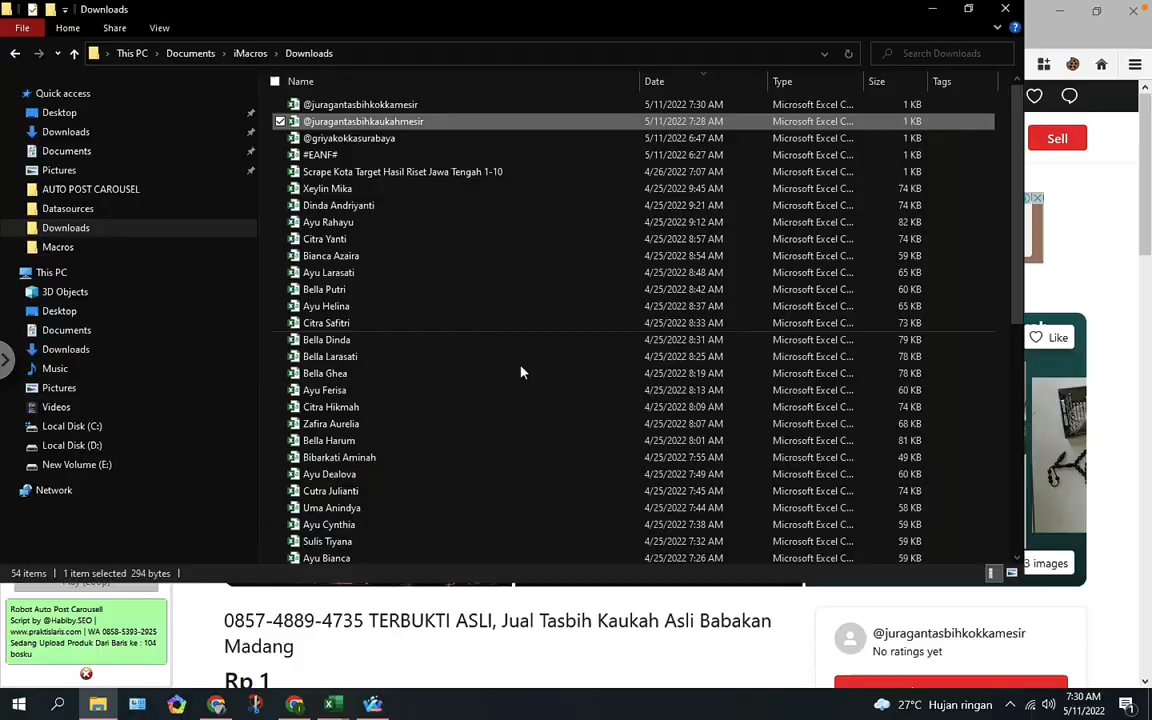 Downloads
File Home Share View
This PC Documents iMacros Downloads
Search Downloads
Name Date Type Size Tags
Quick access
Desktop
Downloads
Documents
Pictures
AUTO POST CAROUSEL
Datasources
Downloads
Macros
This PC
3D Objects
Desktop
Documents
Downloads
Music
Pictures
Videos
Local Disk (C:)
Local Disk (D:)
New Volume (E:)
Network
@juragantasbihkokkamesir 5/11/2022 7:30 AM Microsoft Excel C... 1 KB
@juragantasbihkaukahmesir 5/11/2022 7:28 AM Microsoft Excel C... 1 KB
@griyakokkasurabaya 5/11/2022 6:47 AM Microsoft Excel C... 1 KB
#EANF# 5/11/2022 6:27 AM Microsoft Excel C... 1 KB
Scrape Kota Target Hasil Riset Jawa Tengah 1-10 4/26/2022 7:07 AM Microsoft Excel C... 1 KB
Xeylin Mika 4/25/2022 9:45 AM Microsoft Excel C... 74 KB
Dinda Andriyanti 4/25/2022 9:21 AM Microsoft Excel C... 74 KB
Ayu Rahayu 4/25/2022 9:12 AM Microsoft Excel C... 82 KB
Citra Yanti 4/25/2022 8:57 AM Microsoft Excel C... 74 KB
Bianca Azaira 4/25/2022 8:54 AM Microsoft Excel C... 59 KB
Ayu Larasati 4/25/2022 8:48 AM Microsoft Excel C... 65 KB
Bella Putri 4/25/2022 8:42 AM Microsoft Excel C... 60 KB
Ayu Helina 4/25/2022 8:37 AM Microsoft Excel C... 65 KB
Citra Safitri 4/25/2022 8:33 AM Microsoft Excel C... 73 KB
Bella Dinda 4/25/2022 8:31 AM Microsoft Excel C... 79 KB
Bella Larasati 4/25/2022 8:25 AM Microsoft Excel C... 78 KB
Bella Ghea 4/25/2022 8:19 AM Microsoft Excel C... 78 KB
Ayu Ferisa 4/25/2022 8:13 AM Microsoft Excel C... 60 KB
Citra Hikmah 4/25/2022 8:09 AM Microsoft Excel C... 74 KB
Zafira Aurelia 4/25/2022 8:07 AM Microsoft Excel C... 68 KB
Bella Harum 4/25/2022 8:01 AM Microsoft Excel C... 81 KB
Bibarkati Aminah 4/25/2022 7:55 AM Microsoft Excel C... 49 KB
Ayu Dealova 4/25/2022 7:49 AM Microsoft Excel C... 60 KB
Cutra Julianti 4/25/2022 7:45 AM Microsoft Excel C... 74 KB
Uma Anindya 4/25/2022 7:44 AM Microsoft Excel C... 58 KB
Ayu Cynthia 4/25/2022 7:38 AM Microsoft Excel C... 59 KB
Sulis Tiyana 4/25/2022 7:32 AM Microsoft Excel C... 59 KB
Ayu Bianca 4/25/2022 7:26 AM Microsoft Excel C... 59 KB
54 items 1 item selected 294 bytes
Sell
Like
3 images
Robot Auto Post Carousell
Script by @Habiby.SEO |
www.praktislaris.com | WA 0858-5393-2925
Sedang Upload Produk Dari Baris ke : 104
bosku
0857-4889-4735 TERBUKTI ASLI, Jual Tasbih Kaukah Asli Babakan
Madang
Rp 1
@juragantasbihkokkamesir
No ratings yet
27°C Hujan ringan
7:30 AM
5/11/2022
1